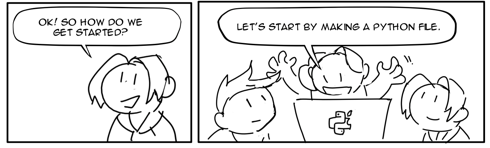 OK! SO HOW DO WE
GET STARTED?
LET'S START BY MAKING A PYTHON FILE.